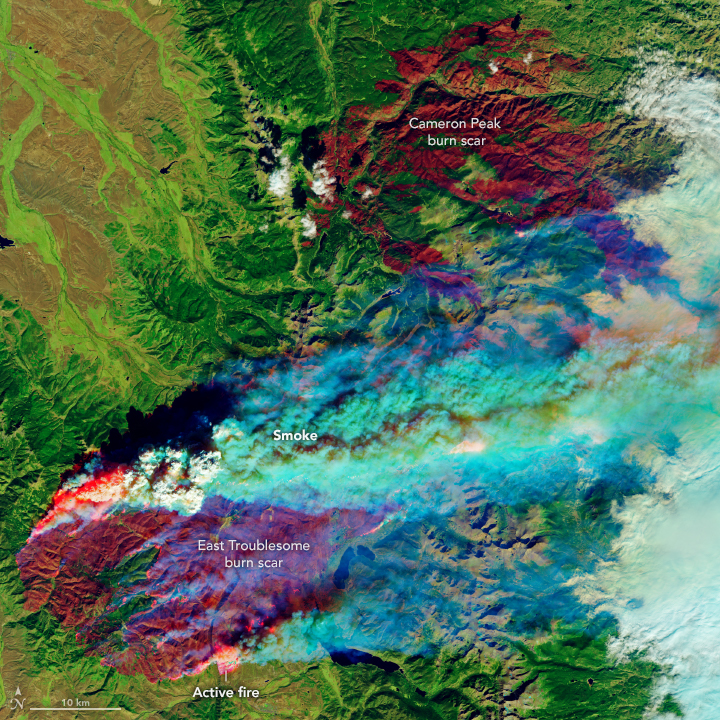 Cameron Peak
burn scar
Smoke
East Troublesome
burn scar
Active fire
N
10 km